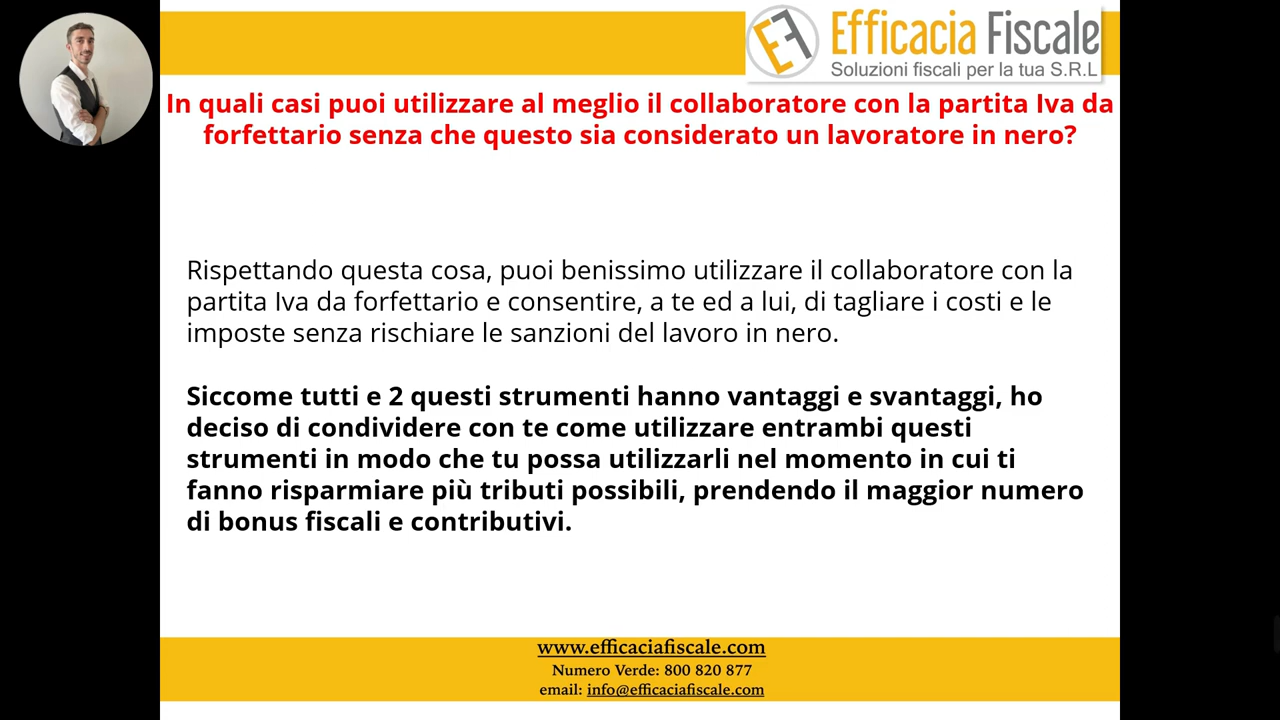 Efficacia Fiscale
Soluzioni fiscali per la tua S.R.L
In quali casi puoi utilizzare al meglio il collaboratore con la partita Iva da
forfettario senza che questo sia considerato un lavoratore in nero?
Rispettando questa cosa, puoi benissimo utilizzare il collaboratore con la
partita Iva da forfettario e consentire, a te ed a lui, di tagliare i costi e le
imposte senza rischiare le sanzioni del lavoro in nero.
Siccome tutti e 2 questi strumenti hanno vantaggi e svantaggi, ho
deciso di condividere con te come utilizzare entrambi questi
strumenti in modo che tu possa utilizzarli nel momento in cui ti
fanno risparmiare più tributi possibili, prendendo il maggior numero
di bonus fiscali e contributivi.
www.efficaciafiscale.com
Numero Verde: 800 820 877
email: info@efficaciafiscale.com